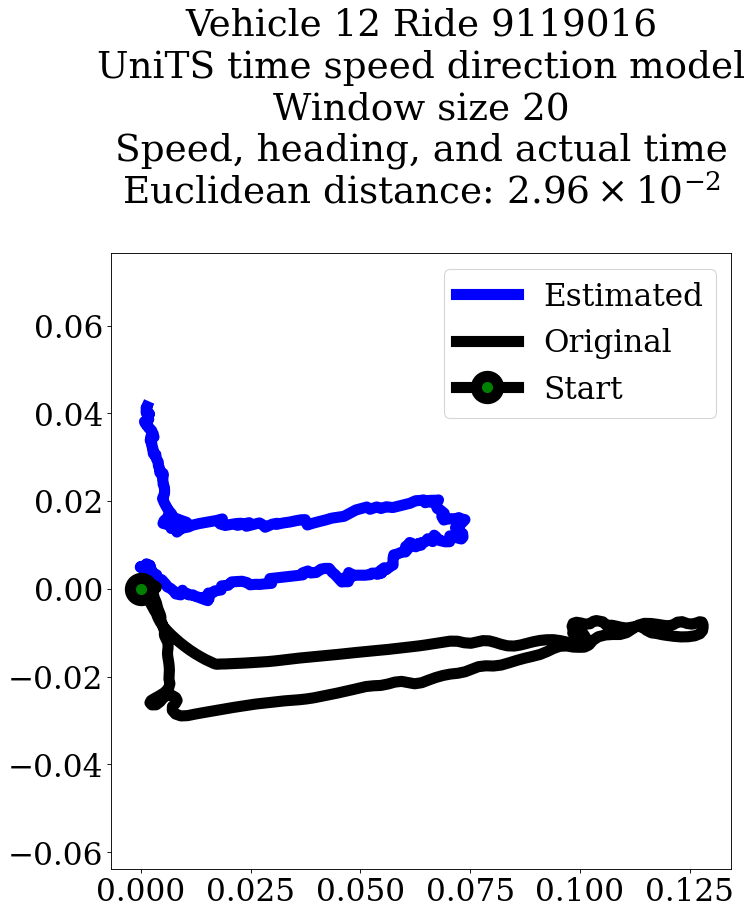 Vehicle 12 Ride 9119016
UniTS time speed direction model
Window size 20
Speed, heading, and actual time
Euclidean distance: 2.96 × 10⁻²
Estimated
Original
Start
0.06
0.04
0.02
0.00
−0.02
−0.04
−0.06
0.000 0.025 0.050 0.075 0.100 0.125